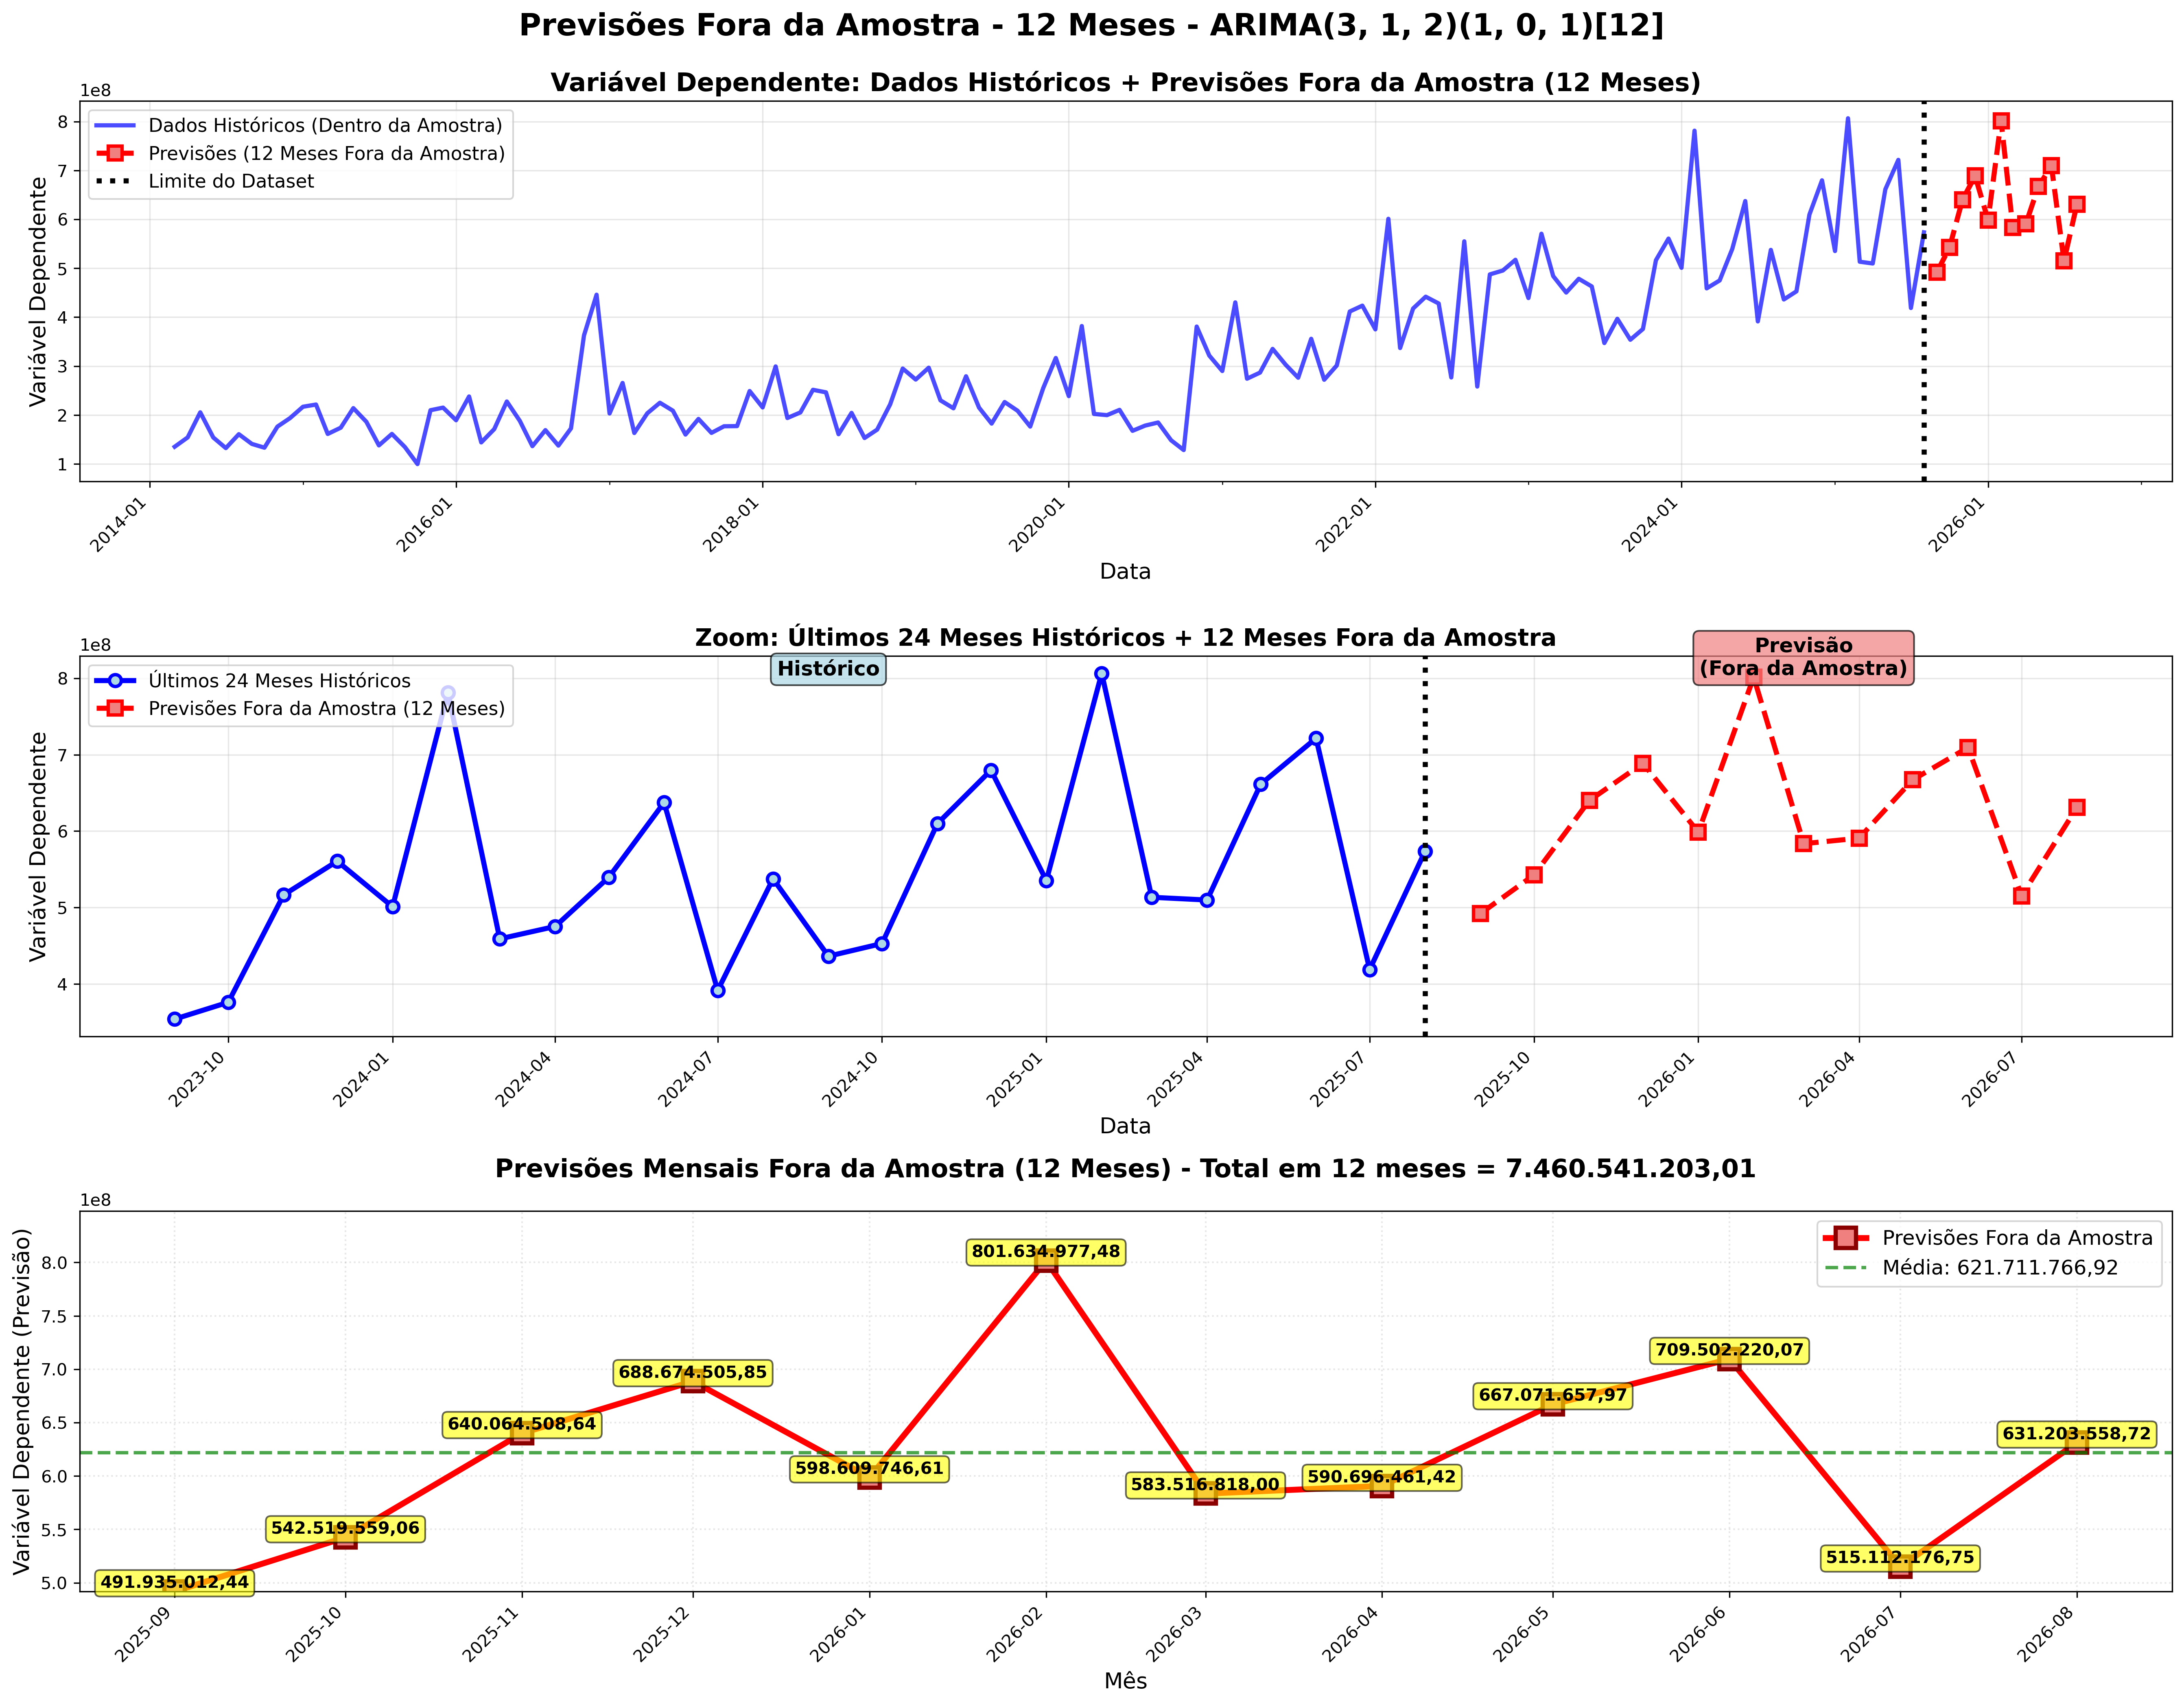 Previsões Fora da Amostra - 12 Meses - ARIMA(3, 1, 2)(1, 0, 1)[12]
Variável Dependente: Dados Históricos + Previsões Fora da Amostra (12 Meses)
1e8
Dados Históricos (Dentro da Amostra)
Previsões (12 Meses Fora da Amostra)
Limite do Dataset
Variável Dependente
8
7
6
5
4
3
2
1
2014-01
2016-01
2018-01
2020-01
2022-01
2024-01
2026-01
Data
Zoom: Últimos 24 Meses Históricos + 12 Meses Fora da Amostra
1e8
Últimos 24 Meses Históricos
Previsões Fora da Amostra (12 Meses)
Histórico
Previsão
(Fora da Amostra)
Variável Dependente
8
7
6
5
4
2023-10
2024-01
2024-04
2024-07
2024-10
2025-01
2025-04
2025-07
2025-10
2026-01
2026-04
2026-07
Data
Previsões Mensais Fora da Amostra (12 Meses) - Total em 12 meses = 7.460.541.203,01
1e8
Previsões Fora da Amostra
Média: 621.711.766,92
Variável Dependente (Previsão)
8.0
7.5
7.0
6.5
6.0
5.5
5.0
491.935.012,44
542.519.559,06
640.064.508,64
688.674.505,85
598.609.746,61
801.634.977,48
583.516.818,00
590.696.461,42
667.071.657,97
709.502.220,07
515.112.176,75
631.203.558,72
2025-09
2025-10
2025-11
2025-12
2026-01
2026-02
2026-03
2026-04
2026-05
2026-06
2026-07
2026-08
Mês